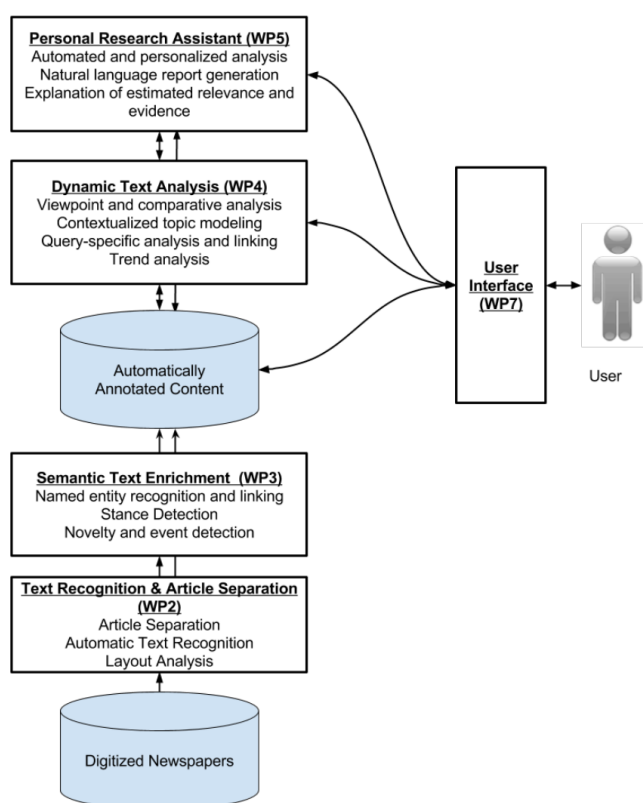 Personal Research Assistant (WP5)
Automated and personalized analysis
Natural language report generation
Explanation of estimated relevance and
evidence
Dynamic Text Analysis (WP4)
Viewpoint and comparative analysis
Contextualized topic modeling
Query-specific analysis and linking
Trend analysis
User
Interface
(WP7)
User
Automatically
Annotated Content
Semantic Text Enrichment (WP3)
Named entity recognition and linking
Stance Detection
Novelty and event detection
Text Recognition & Article Separation
(WP2)
Article Separation
Automatic Text Recognition
Layout Analysis
Digitized Newspapers